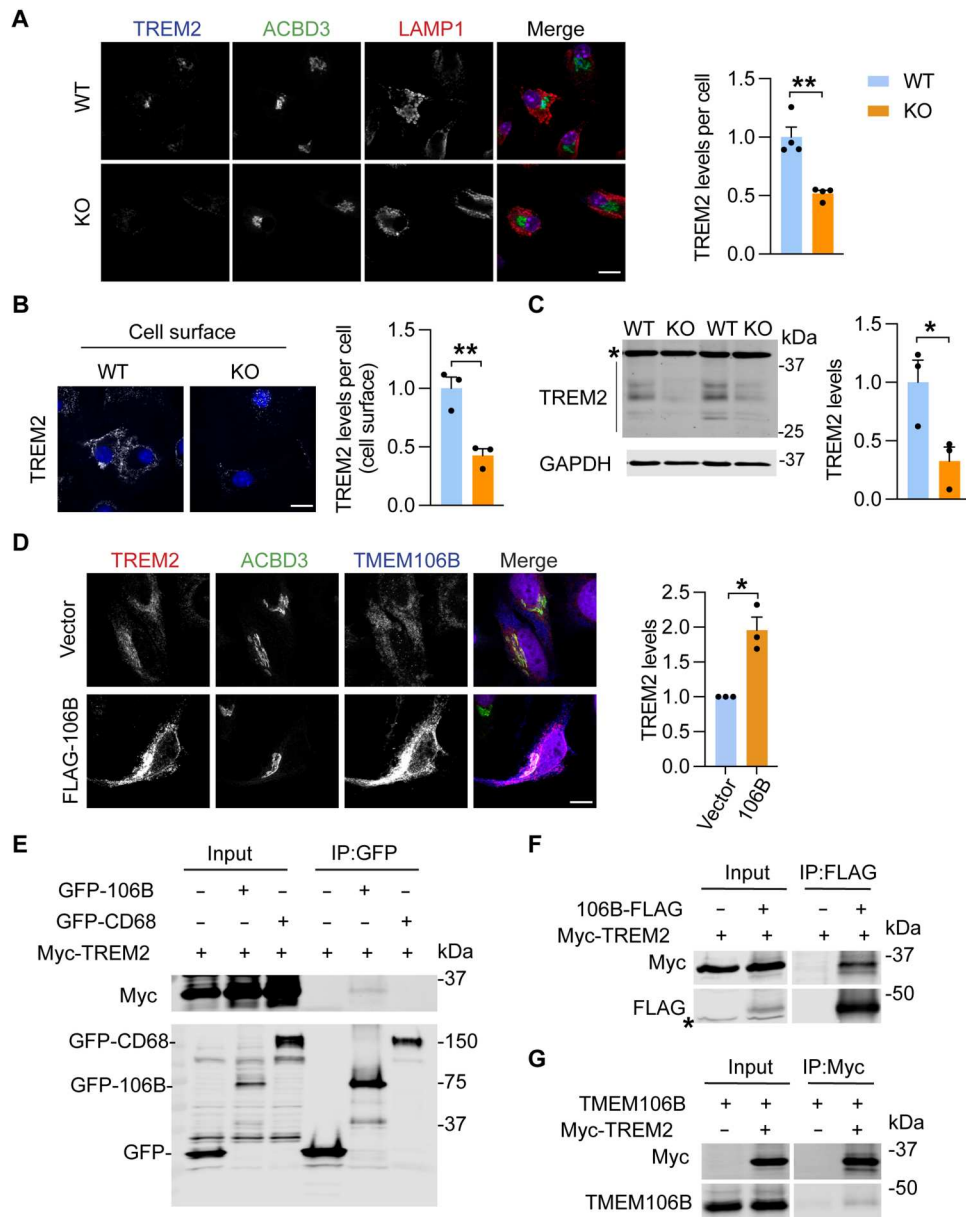 A
TREM2 ACBD3 LAMP1 Merge
WT
KO
TREM2 levels per cell
1.5
1.0
0.5
0.0
**
WT
KO
B
Cell surface
WT KO
TREM2
TREM2 levels per cell
(cell surface)
1.5
1.0
0.5
0.0
**
C
WT KO WT KO kDa
*
-37
TREM2
-25
GAPDH -37
TREM2 levels
1.5
1.0
0.5
0.0
*
D
TREM2 ACBD3 TMEM106B Merge
Vector
FLAG-106B
TREM2 levels
2.5
2.0
1.5
1.0
0.5
0.0
*
Vector
106B
E
Input IP:GFP
GFP-106B – + – – + –
GFP-CD68 – – + – – +
Myc-TREM2 + + + + + + kDa
Myc -37
GFP-CD68- -150
GFP-106B- -75
-37
GFP-
F
Input IP:FLAG
106B-FLAG – + – +
Myc-TREM2 + + + + kDa
Myc -37
FLAG -50
*
G
Input IP:Myc
TMEM106B + + + +
Myc-TREM2 – + – + kDa
Myc -37
TMEM106B -50